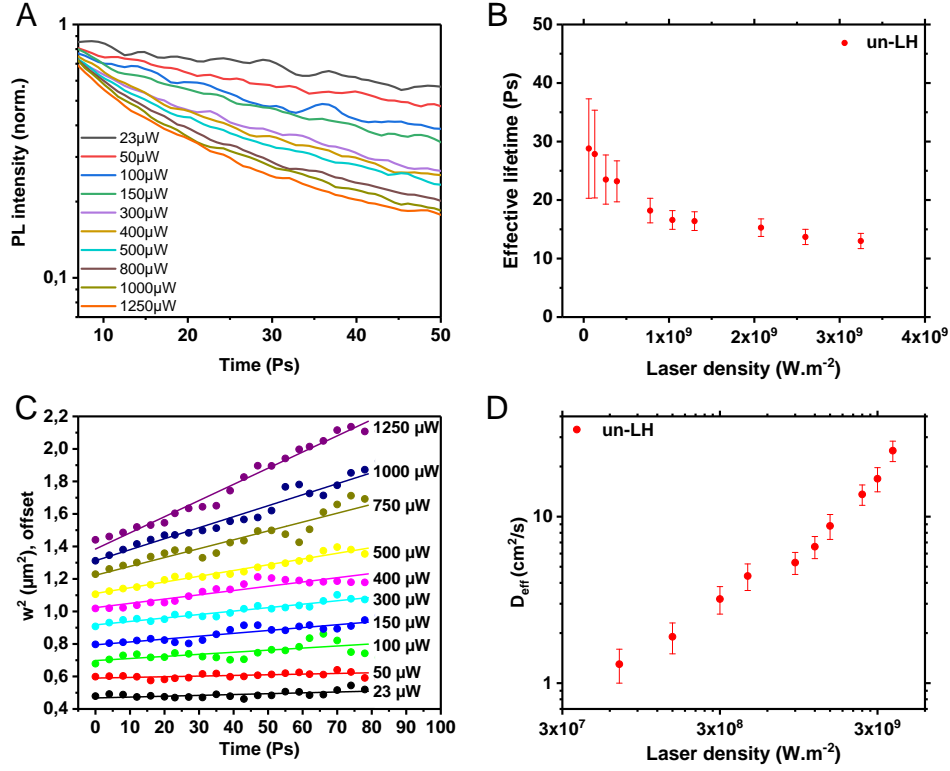 A
PL intensity (norm.)
1
0,1
23µW
50µW
100µW
150µW
300µW
400µW
500µW
800µW
1000µW
1250µW
10 20 30 40 50
Time (Ps)
B
Effective lifetime (Ps)
50
40
30
20
10
0
un-LH
0 1x10⁹ 2x10⁹ 3x10⁹ 4x10⁹
Laser density (W.m⁻²)
C
w² (µm²), offset
2,2
2,0
1,8
1,6
1,4
1,2
1,0
0,8
0,6
0,4
1250 µW
1000 µW
750 µW
500 µW
400 µW
300 µW
150 µW
100 µW
50 µW
23 µW
0 10 20 30 40 50 60 70 80 90 100
Time (Ps)
D
D_eff (cm²/s)
10
1
un-LH
3x10⁷ 3x10⁸ 3x10⁹
Laser density (W.m⁻²)